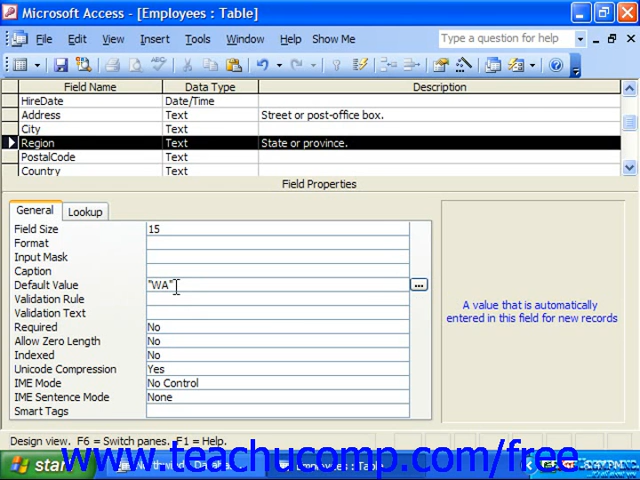 Microsoft Access - [Employees : Table]
File Edit View Insert Tools Window Help Show Me Type a question for help
Field Name Data Type Description
HireDate Date/Time
Address Text Street or post-office box.
City Text
Region Text State or province.
PostalCode Text
Country Text
Field Properties
General Lookup
Field Size 15
Format
Input Mask
Caption
Default Value "WA"
Validation Rule
Validation Text
Required No
Allow Zero Length No
Indexed No
Unicode Compression Yes
IME Mode No Control
IME Sentence Mode None
Smart Tags
A value that is automatically
entered in this field for new records
Design view. F6 = Switch panes. F1 = Help.
start
www.teachucomp.com/free